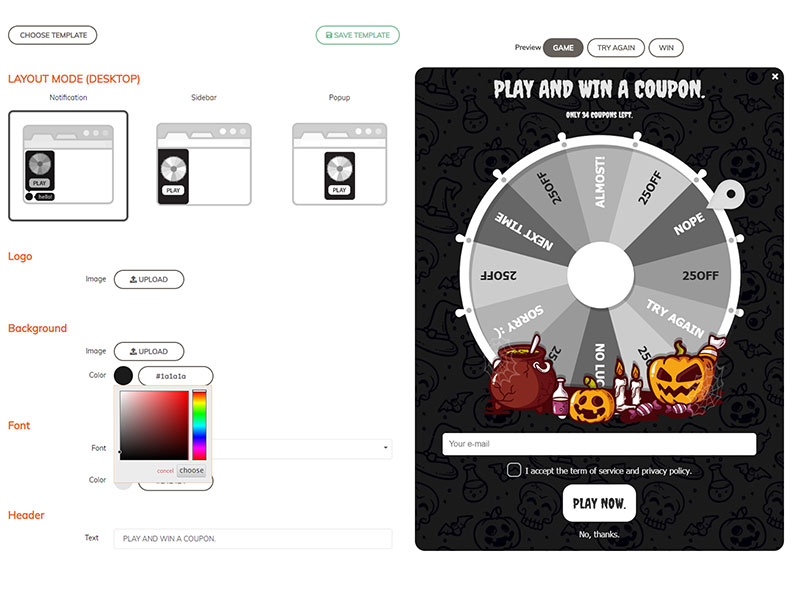 CHOOSE TEMPLATE
SAVE TEMPLATE
LAYOUT MODE (DESKTOP)
Notification
Sidebar
Popup
PLAY
hello!
PLAY
PLAY
Logo
Image
UPLOAD
Background
Image
UPLOAD
Color
#1a1a1a
cancel
choose
Font
Font
Color
Header
Text
PLAY AND WIN A COUPON.
Preview
GAME
TRY AGAIN
WIN
×
PLAY AND WIN A COUPON.
ONLY 34 COUPONS LEFT.
ALMOST!
25OFF
NOPE
25OFF
TRY AGAIN
25
NO LU
SORRY :(
25OFF
NEXT TIME
25OFF
Your e-mail
I accept the term of service and privacy policy.
PLAY NOW.
No, thanks.